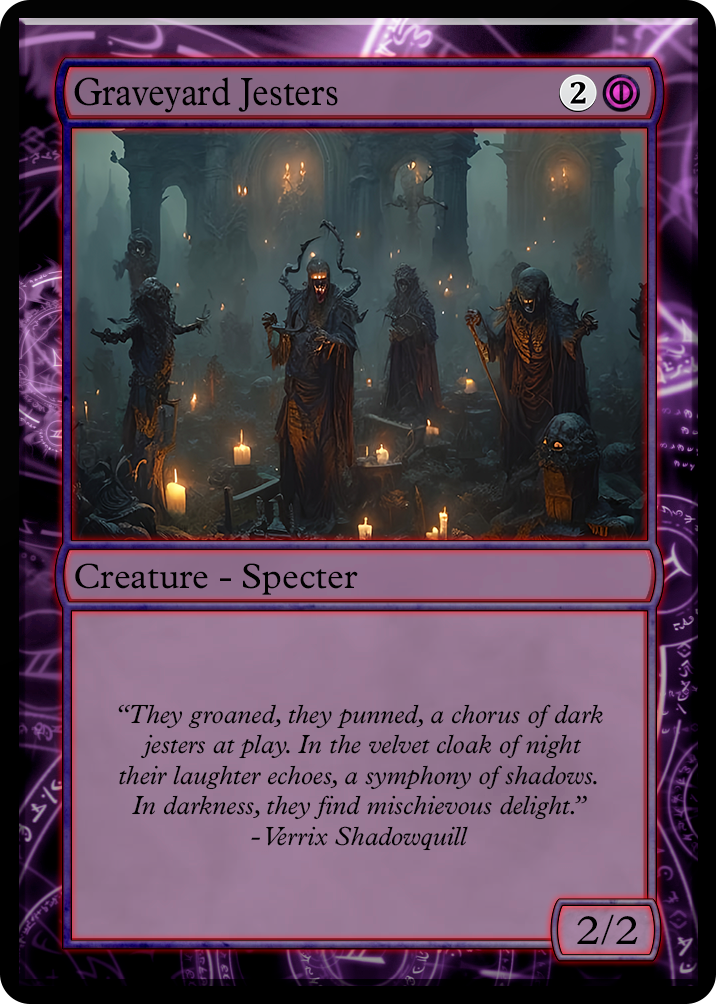 Graveyard Jesters 2
Creature - Specter
“They groaned, they punned, a chorus of dark
jesters at play. In the velvet cloak of night
their laughter echoes, a symphony of shadows.
In darkness, they find mischievous delight.”
-Verrix Shadowquill
2/2